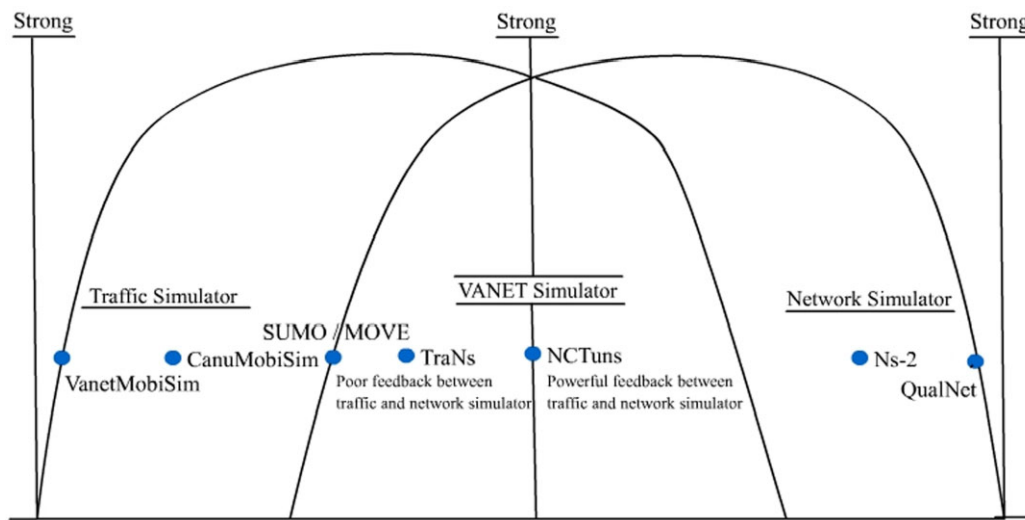 Strong
Strong
Strong
Traffic Simulator
VANET Simulator
Network Simulator
SUMO / MOVE
VanetMobiSim
CanuMobiSim
TraNs
Poor feedback between
traffic and network simulator
NCTuns
Powerful feedback between
traffic and network simulator
Ns-2
QualNet